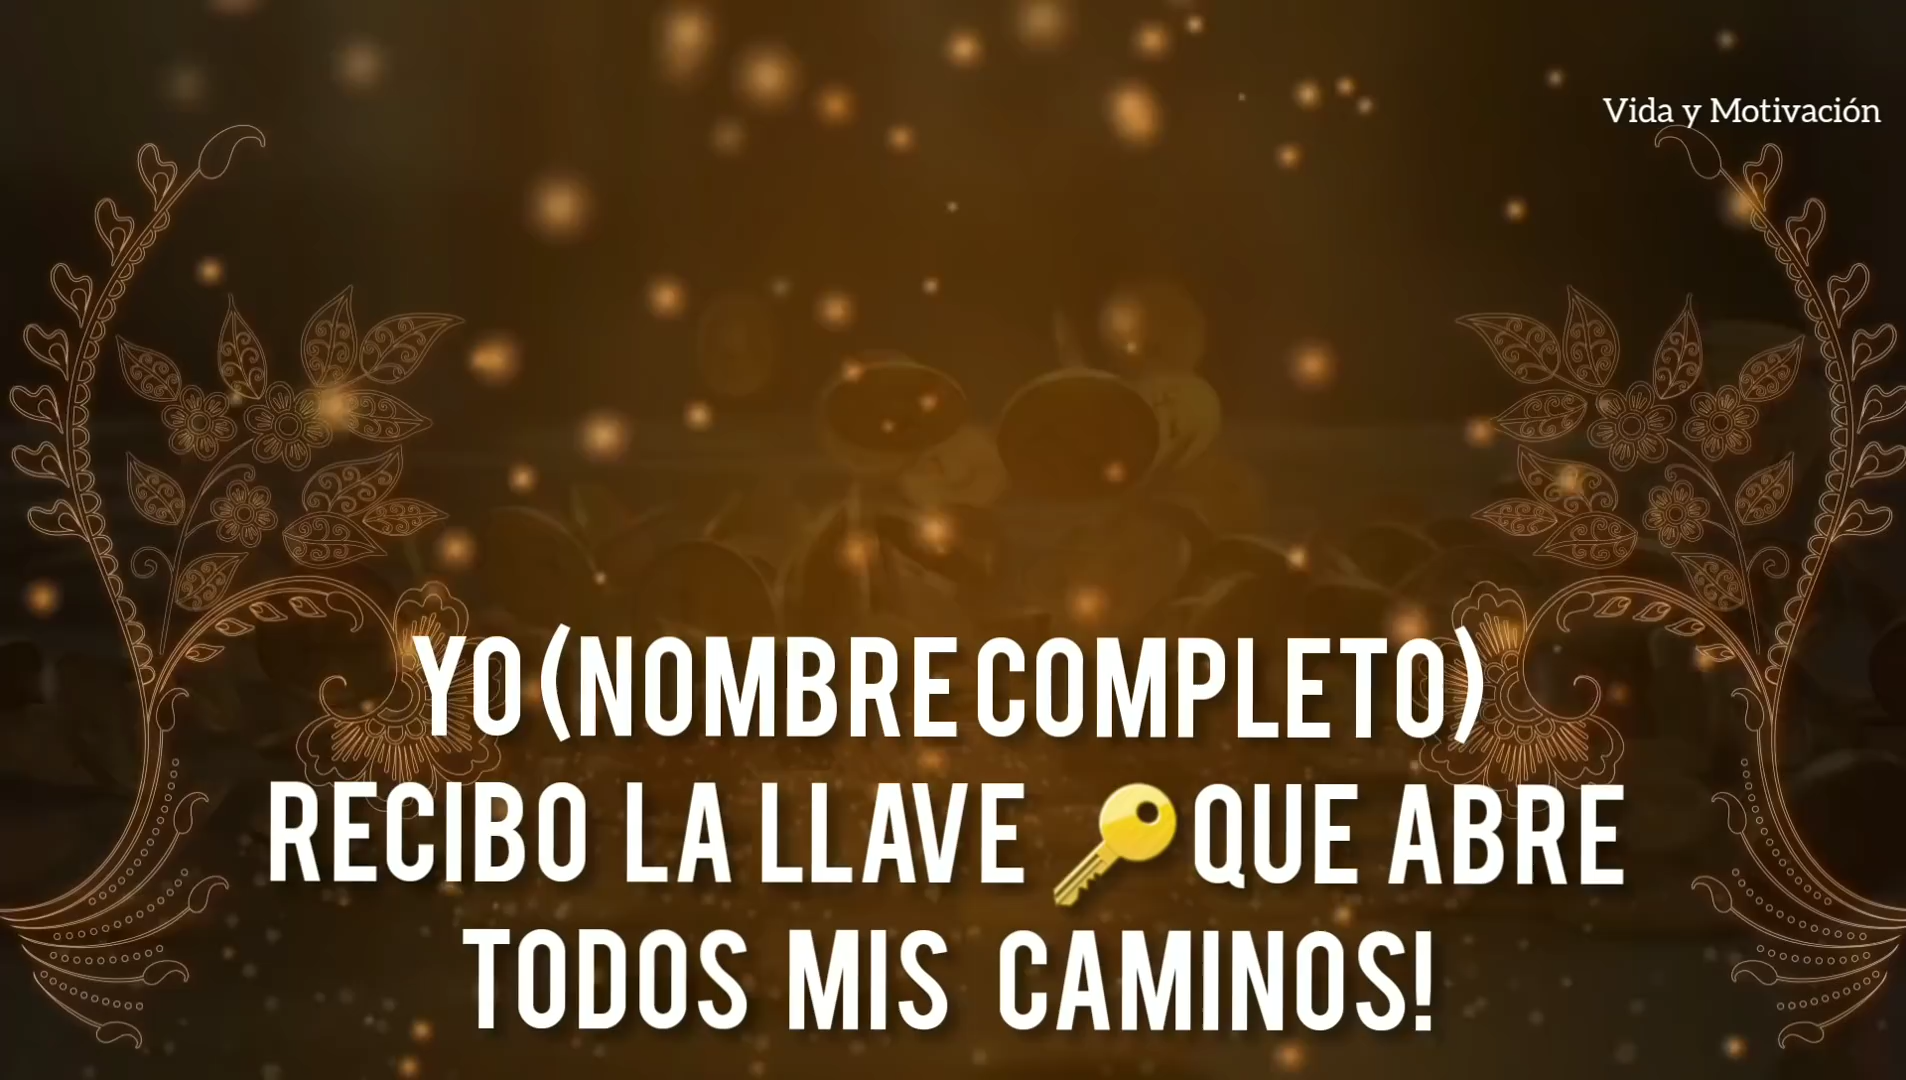 Vida y Motivación
YO (NOMBRE COMPLETO)
RECIBO LA LLAVE 🔑 QUE ABRE
TODOS MIS CAMINOS!